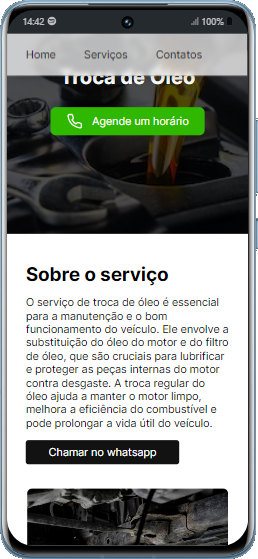 14:42 100%
Home Serviços Contatos
Troca de Óleo
Agende um horário
Sobre o serviço
O serviço de troca de óleo é essencial
para a manutenção e o bom
funcionamento do veículo. Ele envolve a
substituição do óleo do motor e do filtro
de óleo, que são cruciais para lubrificar
e proteger as peças internas do motor
contra desgaste. A troca regular do
óleo ajuda a manter o motor limpo,
melhora a eficiência do combustível e
pode prolongar a vida útil do veículo.
Chamar no whatsapp